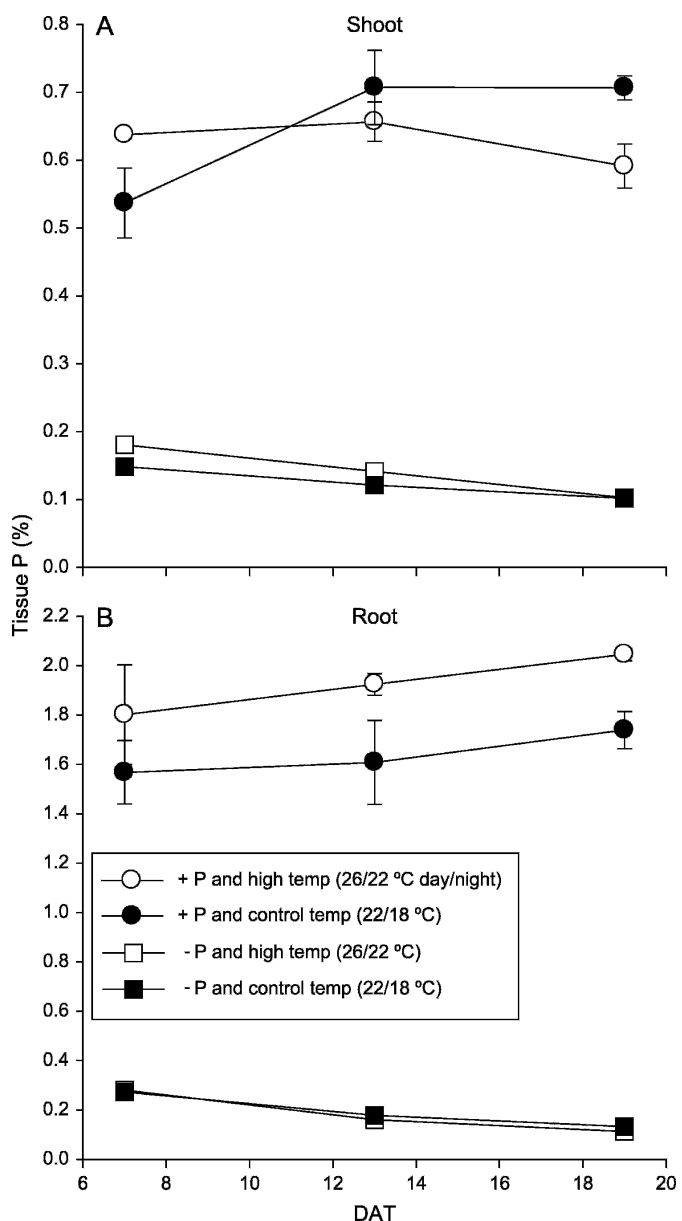 A Shoot
0.8
0.7
0.6
0.5
0.4
0.3
0.2
0.1
0.0
Tissue P (%)
B Root
2.2
2.0
1.8
1.6
1.4
1.2
1.0
0.8
0.6
0.4
0.2
0.0
+ P and high temp (26/22 ºC day/night)
+ P and control temp (22/18 ºC)
- P and high temp (26/22 ºC)
- P and control temp (22/18 ºC)
6 8 10 12 14 16 18 20
DAT